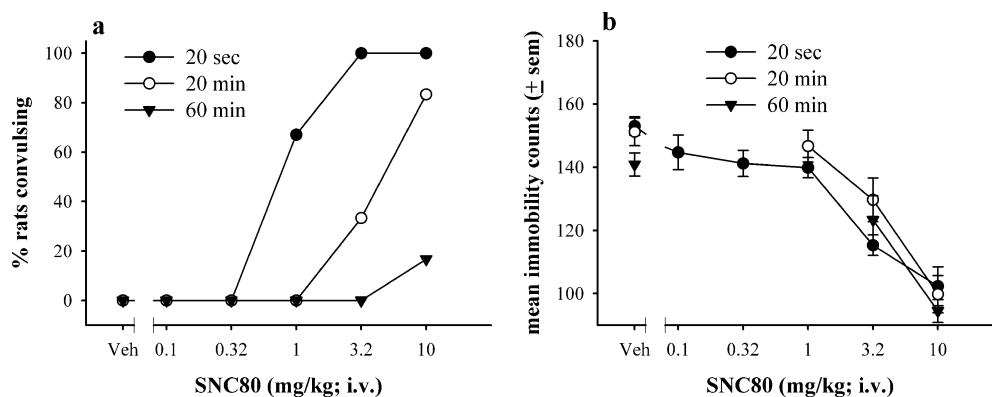 a
100
80
60
40
20
0
% rats convulsing
20 sec
20 min
60 min
Veh 0.1 0.32 1 3.2 10
SNC80 (mg/kg; i.v.)
b
180
160
140
120
100
mean immobility counts (± sem)
20 sec
20 min
60 min
Veh 0.1 0.32 1 3.2 10
SNC80 (mg/kg; i.v.)